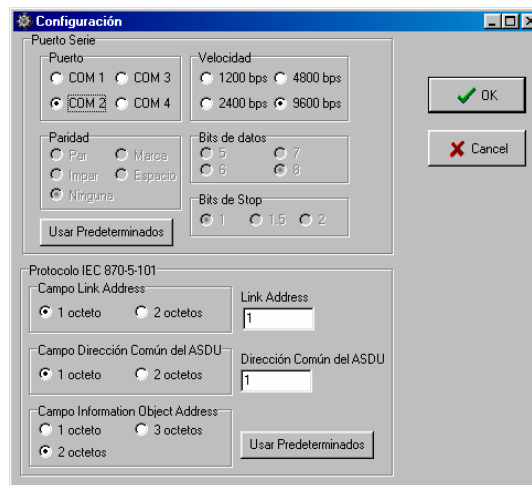 Configuración
Puerto Serie
Puerto
COM 1 COM 3
COM 2 COM 4
Velocidad
1200 bps 4800 bps
2400 bps 9600 bps
OK
Cancel
Paridad
Par Marca
Impar Espacio
Ninguna
Bits de datos
5 7
6 8
Bits de Stop
1 1.5 2
Usar Predeterminados
Protocolo IEC 870-5-101
Campo Link Address
1 octeto 2 octetos
Link Address
1
Campo Dirección Común del ASDU
1 octeto 2 octetos
Dirección Común del ASDU
1
Campo Information Object Address
1 octeto 3 octetos
2 octetos
Usar Predeterminados